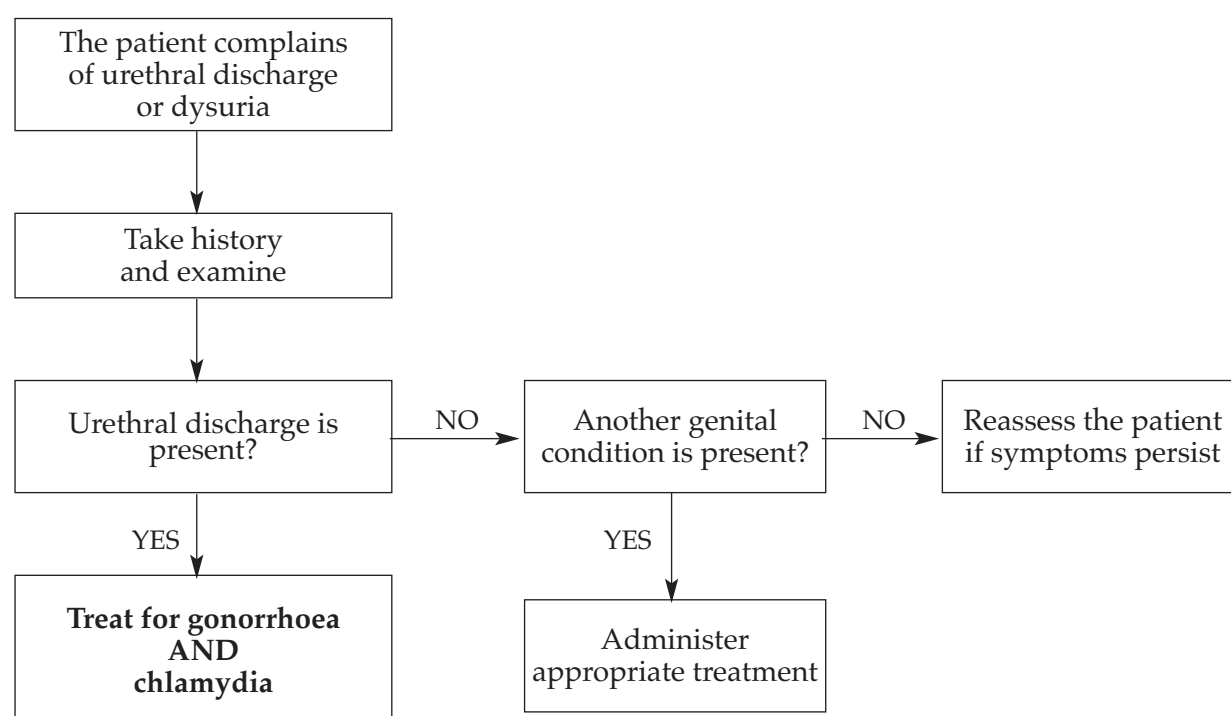 The patient complains
of urethral discharge
or dysuria
Take history
and examine
Urethral discharge is
present?
NO
Another genital
condition is present?
NO
Reassess the patient
if symptoms persist
YES
YES
Treat for gonorrhoea
AND
chlamydia
Administer
appropriate treatment